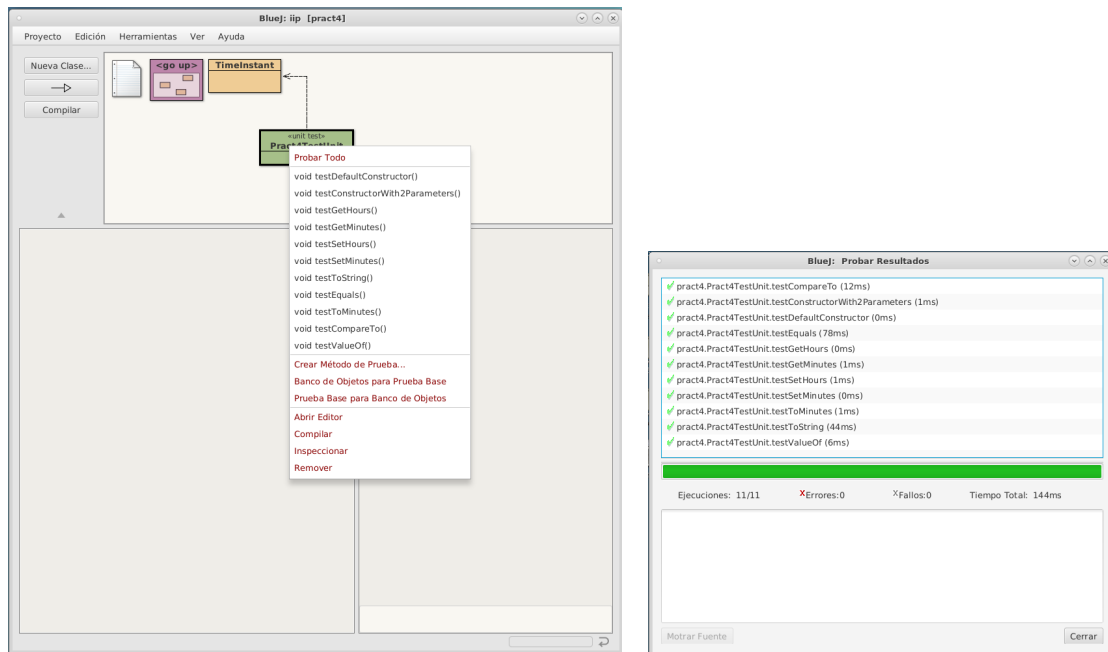 BlueJ: iip [pract4]
Proyecto Edición Herramientas Ver Ayuda
Nueva Clase...
Compilar
<go up>
TimeInstant
«unit test»
Pract4TestUnit
Probar Todo
void testDefaultConstructor()
void testConstructorWith2Parameters()
void testGetHours()
void testGetMinutes()
void testSetHours()
void testSetMinutes()
void testToString()
void testEquals()
void testToMinutes()
void testCompareTo()
void testValueOf()
Crear Método de Prueba...
Banco de Objetos para Prueba Base
Prueba Base para Banco de Objetos
Abrir Editor
Compilar
Inspeccionar
Remover
BlueJ: Probar Resultados
pract4.Pract4TestUnit.testCompareTo (12ms)
pract4.Pract4TestUnit.testConstructorWith2Parameters (1ms)
pract4.Pract4TestUnit.testDefaultConstructor (0ms)
pract4.Pract4TestUnit.testEquals (78ms)
pract4.Pract4TestUnit.testGetHours (0ms)
pract4.Pract4TestUnit.testGetMinutes (1ms)
pract4.Pract4TestUnit.testSetHours (1ms)
pract4.Pract4TestUnit.testSetMinutes (0ms)
pract4.Pract4TestUnit.testToMinutes (1ms)
pract4.Pract4TestUnit.testToString (44ms)
pract4.Pract4TestUnit.testValueOf (6ms)
Ejecuciones: 11/11 XErrores:0 XFallos:0 Tiempo Total: 144ms
Motrar Fuente
Cerrar